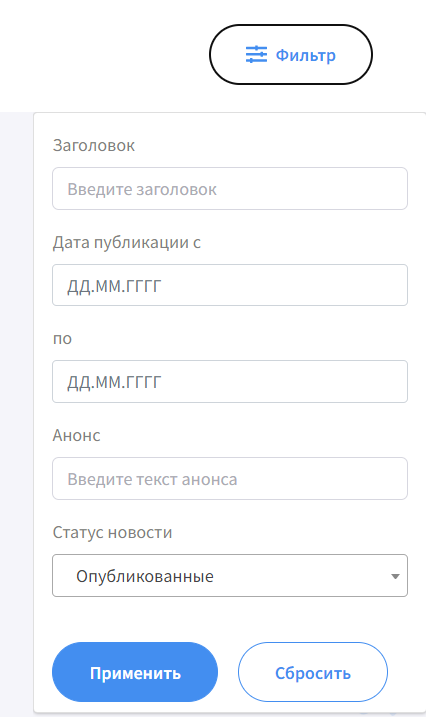 Фильтр
Заголовок
Введите заголовок
Дата публикации с
ДД.ММ.ГГГГ
по
ДД.ММ.ГГГГ
Анонс
Введите текст анонса
Статус новости
Опубликованные
Применить Сбросить